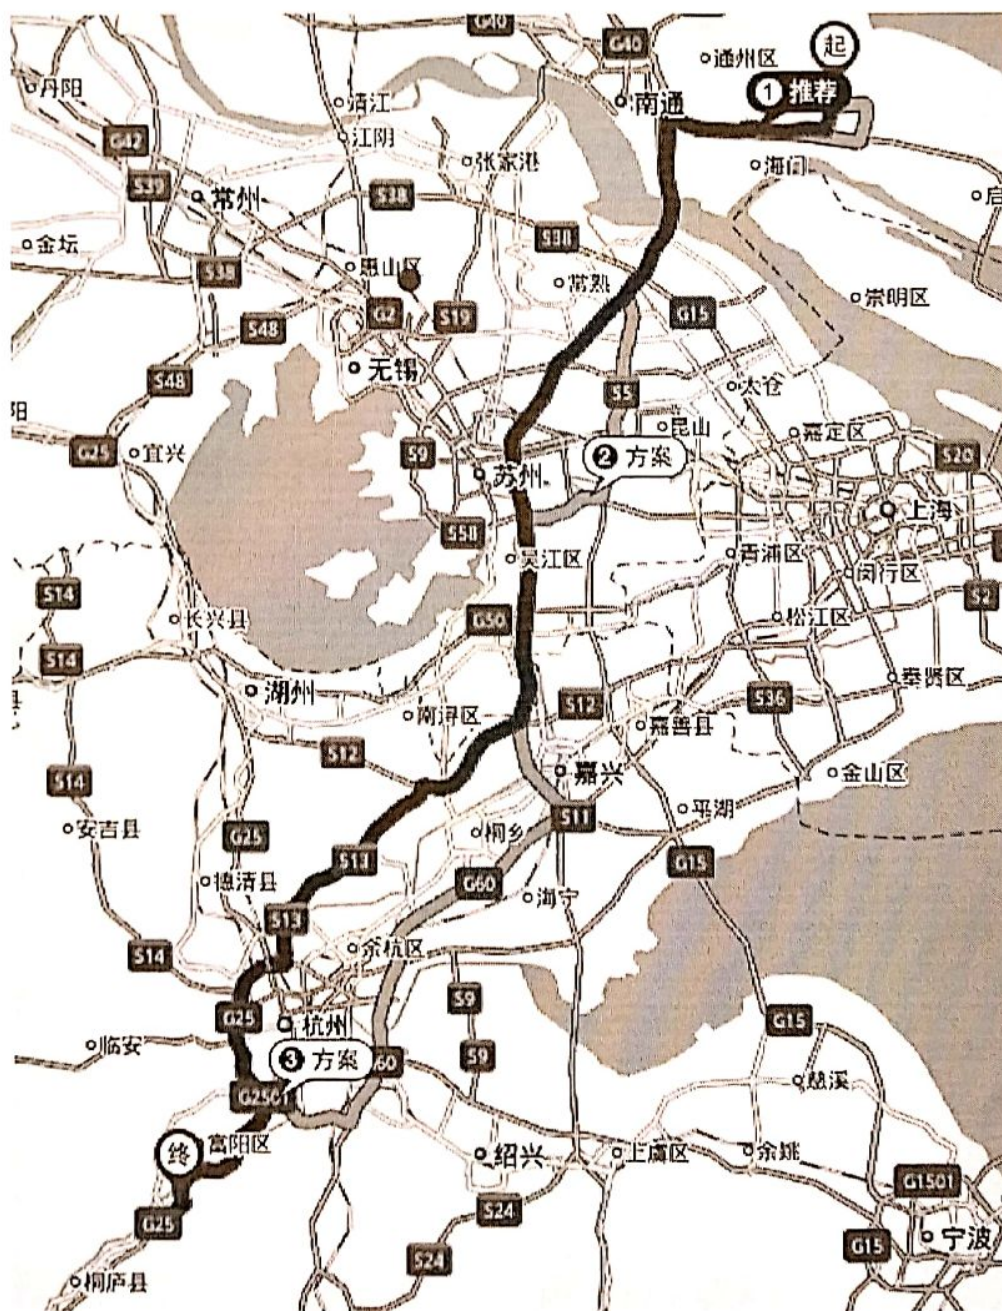 G40
G40
起
通州区
丹阳
1 推荐
靖江
南通
G42
江阴
张家港
海门
S39
S38
常州
启
金坛
S38
惠山区
S35
常熟
崇明区
G2
S19
G15
S48
无锡
S48
太仓
S5
阳
昆山
嘉定区
G25
宜兴
S9
2 方案
S20
苏州
上海
S58
吴江区
青浦区
闵行区
S14
S2
长兴县
G50
松江区
S14
奉贤区
湖州
县
南浔区
S12
S36
嘉善县
S12
嘉兴
金山区
S14
平湖
安吉县
S11
桐乡
G25
S13
G15
德清县
G60
海宁
S13
余杭区
S14
S9
G25
杭州
G15
临安
3 方案
60
S9
慈溪
G2501
富阳区
终
绍兴
上虞区
余姚
G1501
G25
S24
宁波
G15
S24
桐庐县